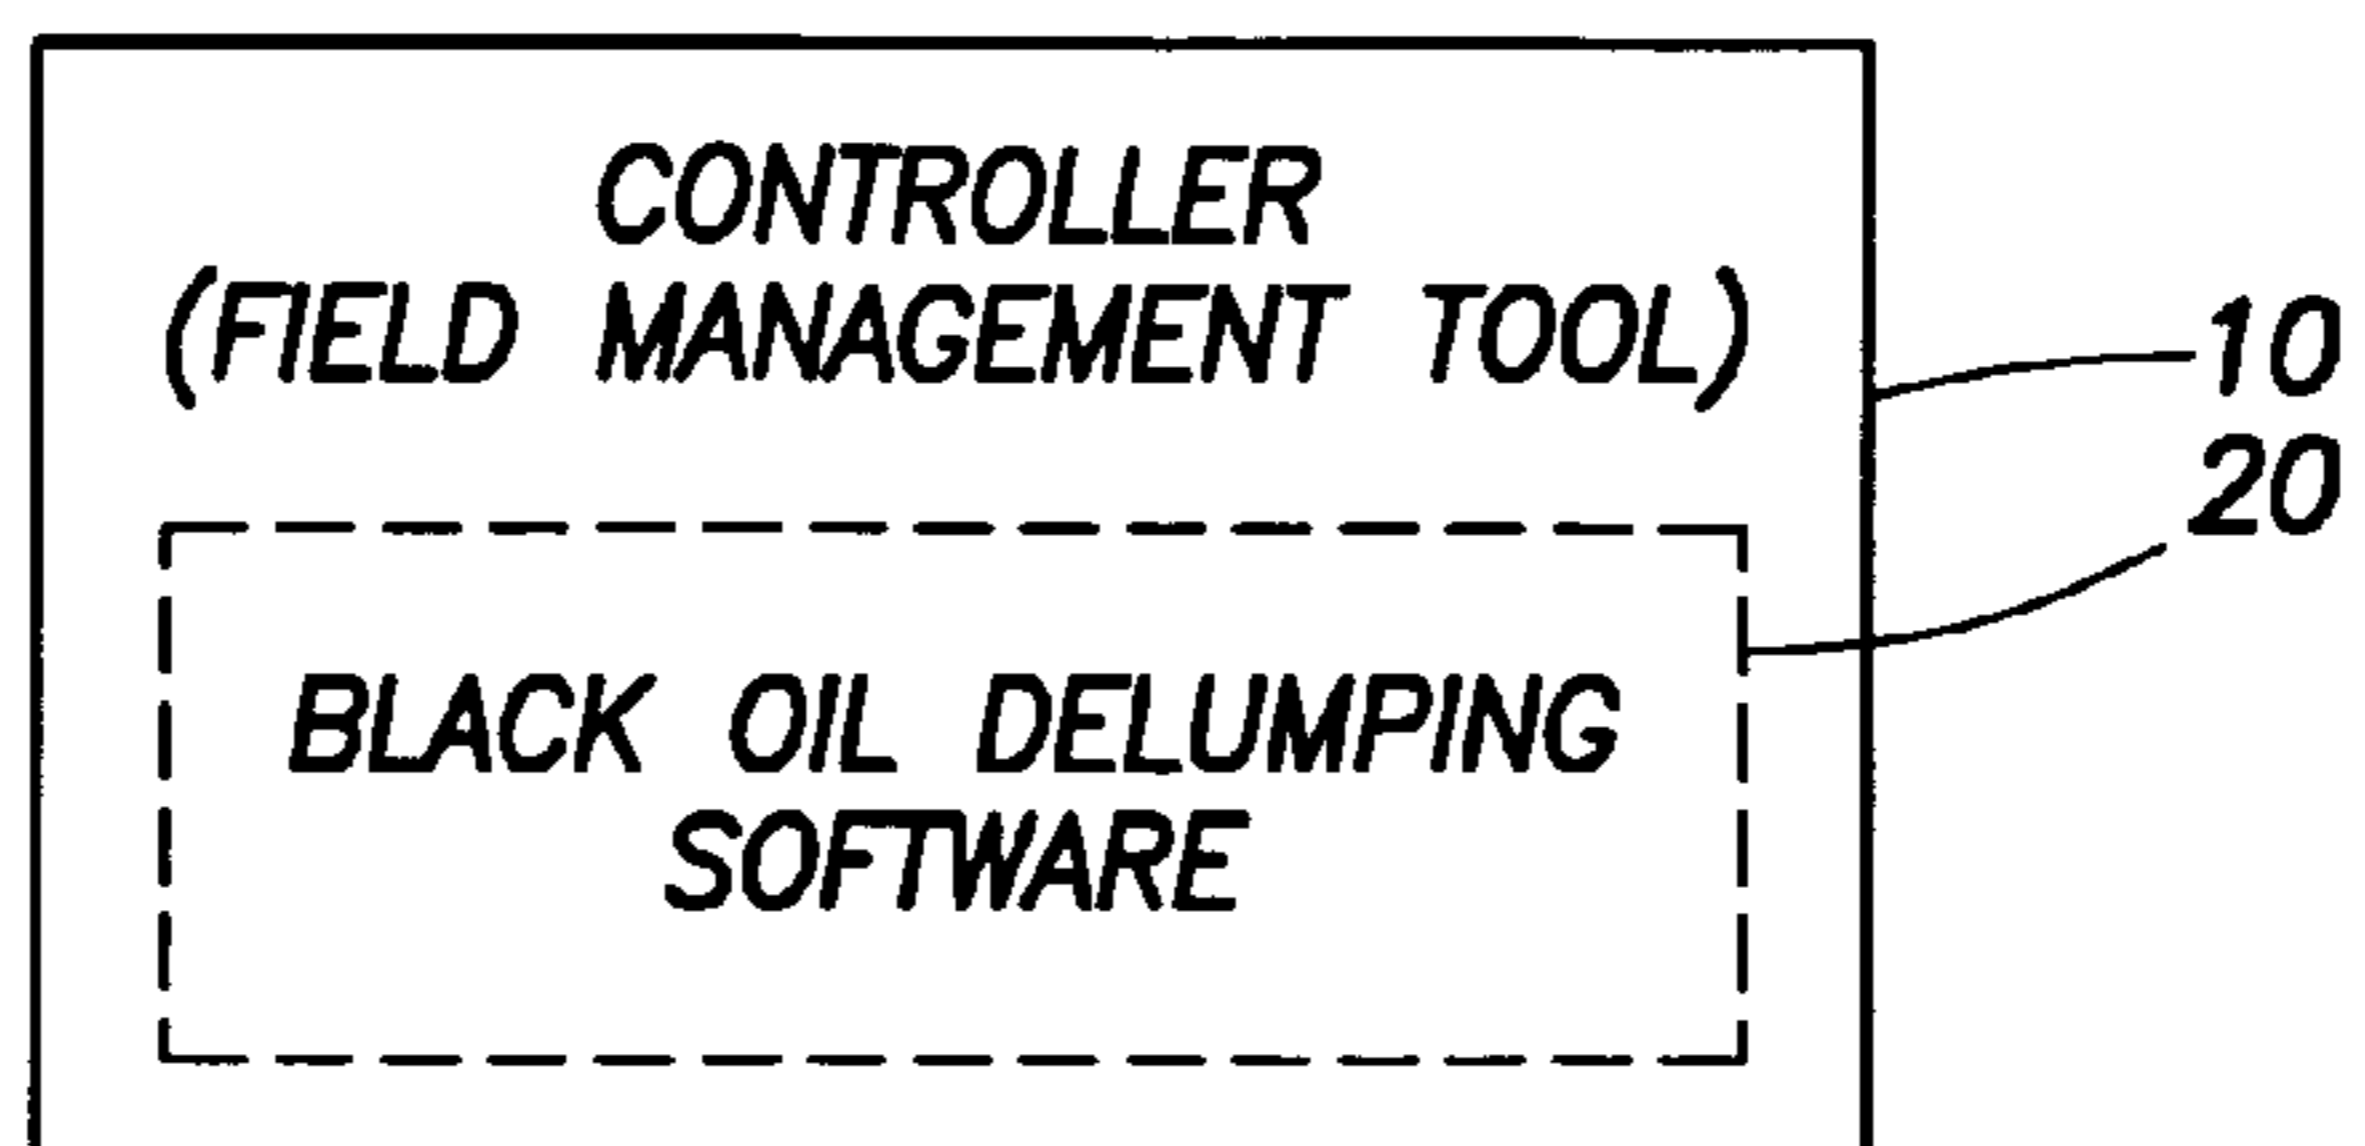 CONTROLLER
(FIELD MANAGEMENT TOOL)
10
20
BLACK OIL DELUMPING
SOFTWARE